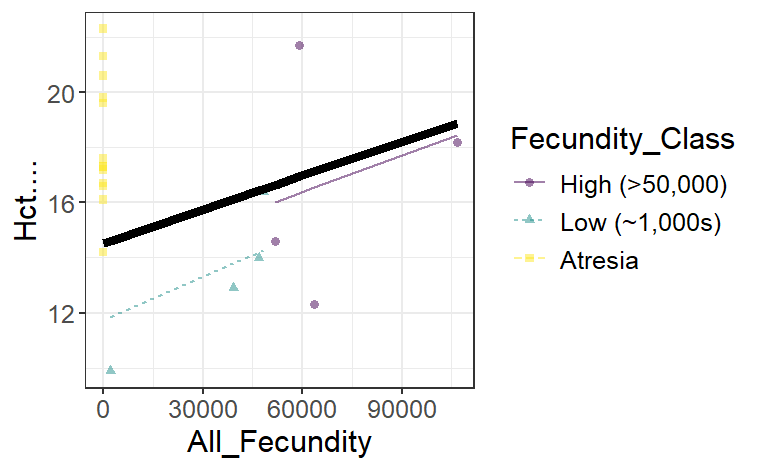 20
16
12
Hct....
0 30000 60000 90000
All_Fecundity
Fecundity_Class
High (>50,000)
Low (~1,000s)
Atresia